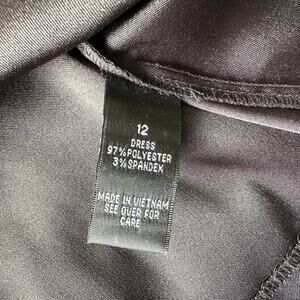 12
DRESS
97%POLYESTER
3%SPANDEX
MADE IN VIETNAM
SEE OVER FOR
CARE